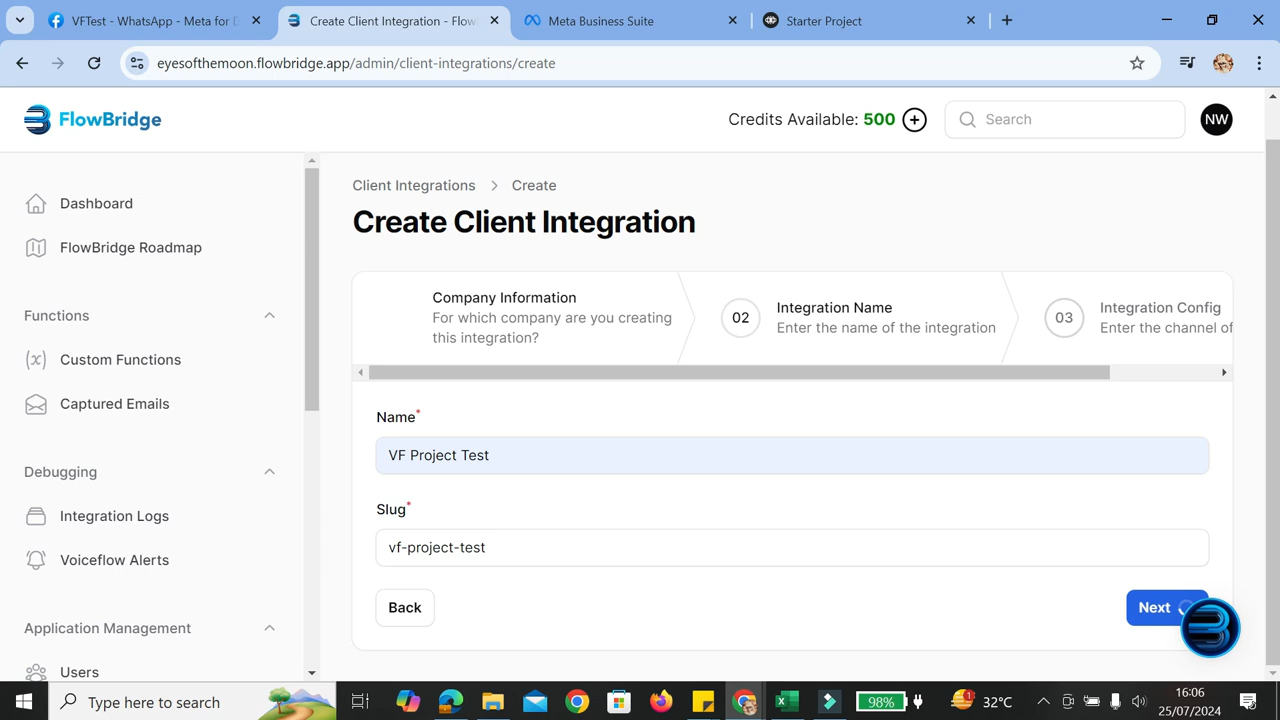 VFTest - WhatsApp - Meta for D
Create Client Integration - Flow
Meta Business Suite
Starter Project
eyesofthemoon.flowbridge.app/admin/client-integrations/create
FlowBridge
Credits Available: 500
Search
NW
Dashboard
FlowBridge Roadmap
Functions
Custom Functions
Captured Emails
Debugging
Integration Logs
Voiceflow Alerts
Application Management
Users
Client Integrations > Create
Create Client Integration
Company Information
For which company are you creating
this integration?
02
Integration Name
Enter the name of the integration
03
Integration Config
Enter the channel of
Name*
VF Project Test
Slug*
vf-project-test
Back
Next
Type here to search
98%
1
32°C
16:06
25/07/2024